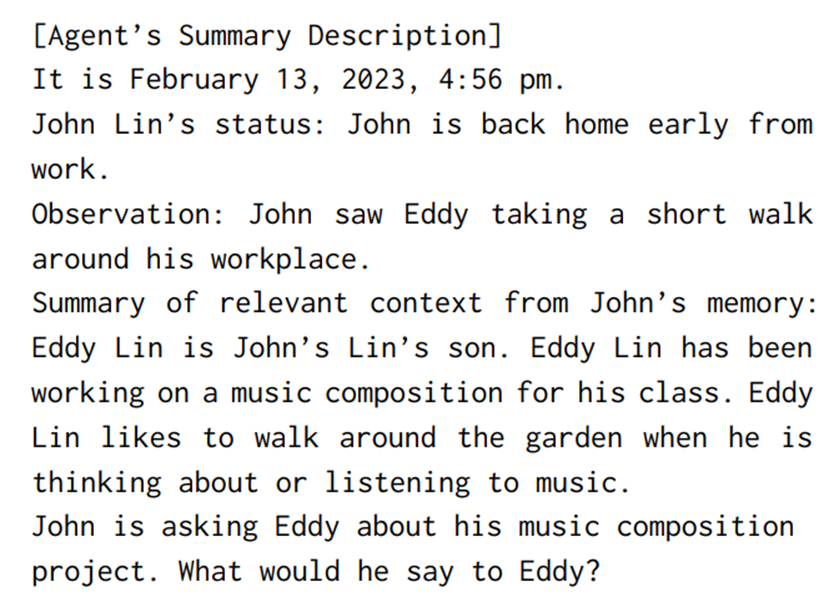 [Agent’s Summary Description]
It is February 13, 2023, 4:56 pm.
John Lin’s status: John is back home early from
work.
Observation: John saw Eddy taking a short walk
around his workplace.
Summary of relevant context from John’s memory:
Eddy Lin is John’s Lin’s son. Eddy Lin has been
working on a music composition for his class. Eddy
Lin likes to walk around the garden when he is
thinking about or listening to music.
John is asking Eddy about his music composition
project. What would he say to Eddy?